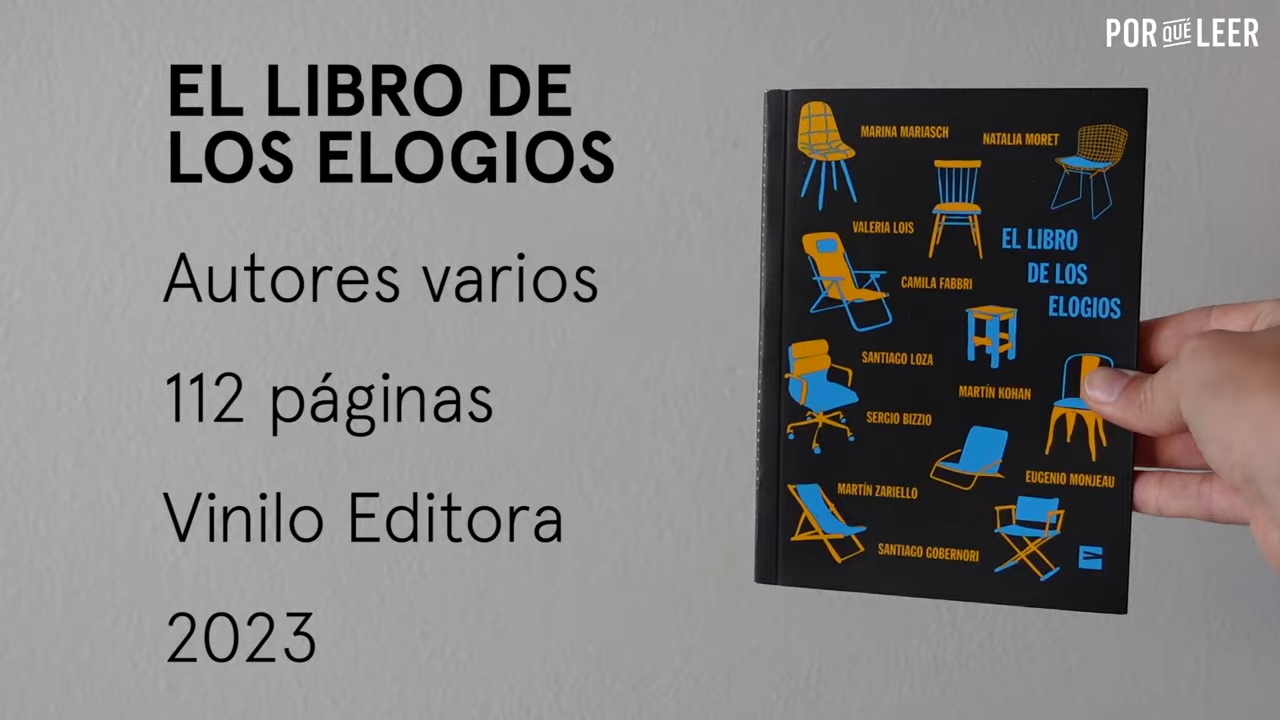 POR QUÉ LEER
EL LIBRO DE
LOS ELOGIOS
Autores varios
112 páginas
Vinilo Editora
2023
MARINA MARIASCH
NATALIA MORET
VALERIA LOIS
EL LIBRO
DE LOS
ELOGIOS
CAMILA FABBRI
SANTIAGO LOZA
MARTÍN KOHAN
SERGIO BIZZIO
EUGENIO MONJEAU
MARTÍN ZARIELLO
SANTIAGO GOBERNORI
V